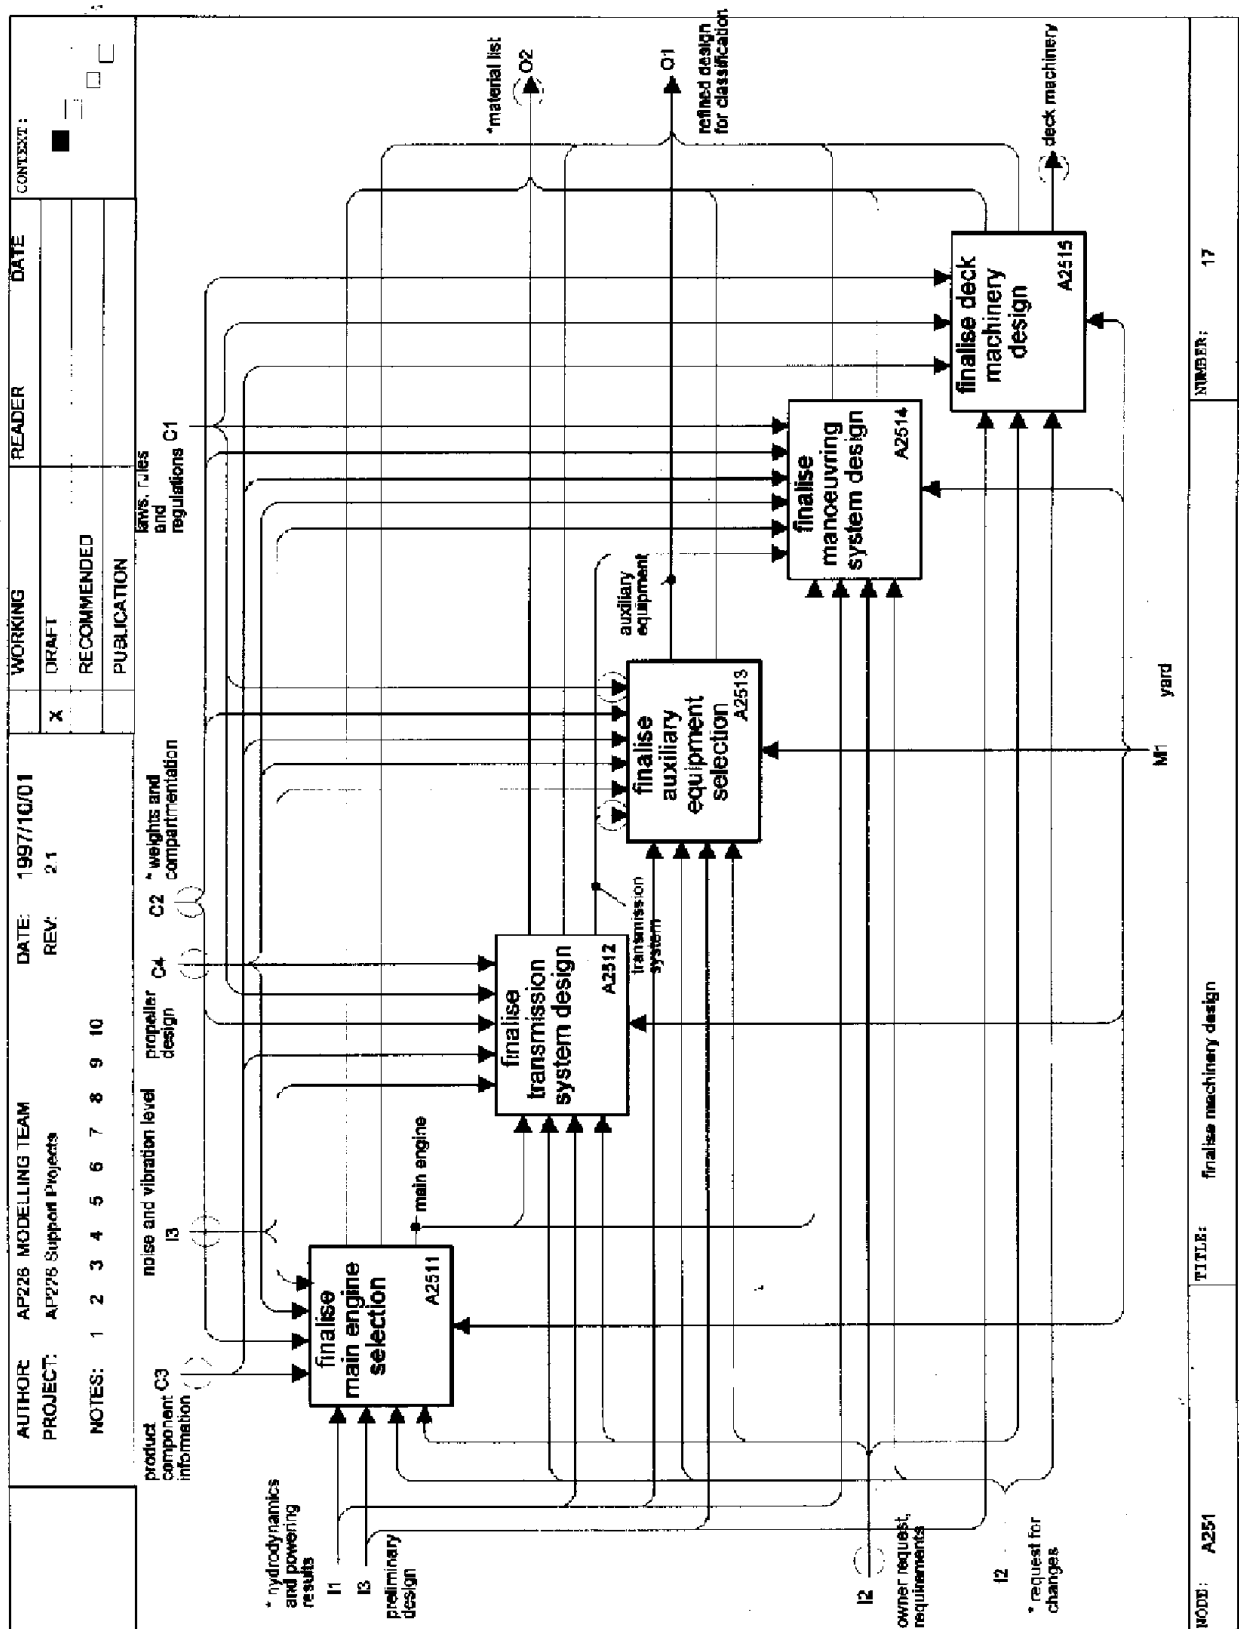 AUTHOR: AP226 MODELLING TEAM
DATE: 1997/10/01
WORKING
READER
DATE
CONTEXT:
PROJECT: AP226 Support Projects
REV: 2.1
X
DRAFT
RECOMMENDED
NOTES: 1 2 3 4 5 6 7 8 9 10
PUBLICATION
product
component C3
information
noise and vibration level
I3
propeller
design
C4
C2
* weights and
compartmentation
laws, rules
and
regulations C1
* hydrodynamics
and powering
results
I1
I3
preliminary
design
I2
owner request,
requirements
I2
* request for
changes
finalise
main engine
selection
A2511
main engine
finalise
transmission
system design
A2512
transmission
system
finalise
auxiliary
equipment
selection
A2513
auxiliary
equipment
finalise
manoeuvring
system design
A2514
finalise deck
machinery
design
A2515
*material list
O2
O1
refined design
for classification
deck machinery
M1
yard
NODE: A251
TITLE: finalise machinery design
NUMBER: 17